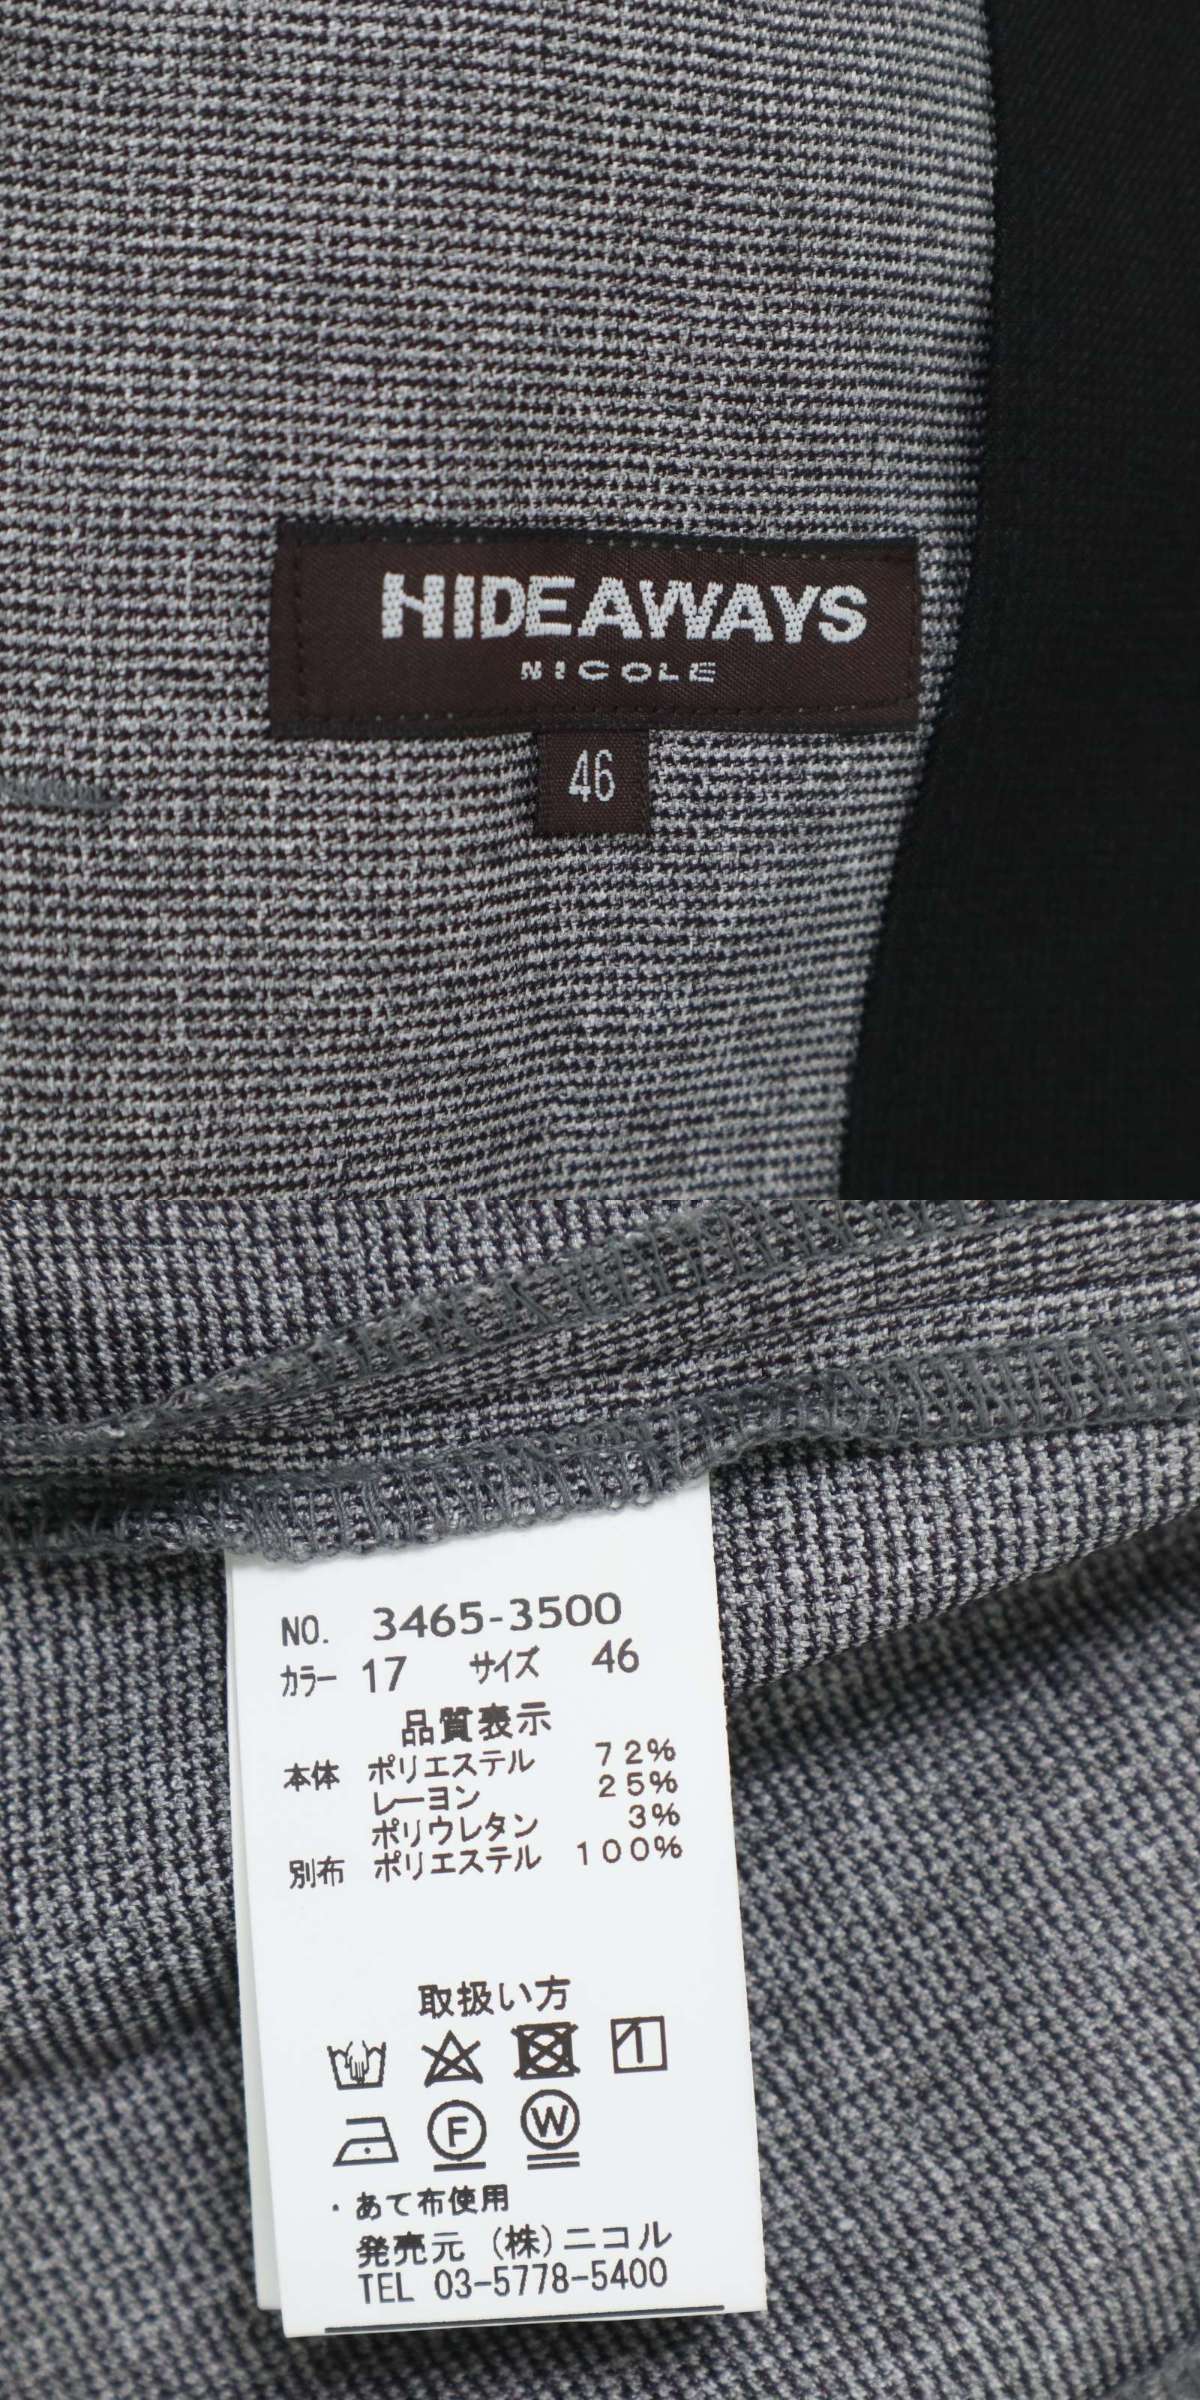 HIDEAWAYS
NICOLE
46
NO. 3465-3500
カラー 17 サイズ 46
品質表示
本体 ポリエステル 72%
レーヨン 25%
ポリウレタン 3%
別布 ポリエステル 100%
取扱い方
F W
・あて布使用
発売元 (株)ニコル
TEL 03-5778-5400